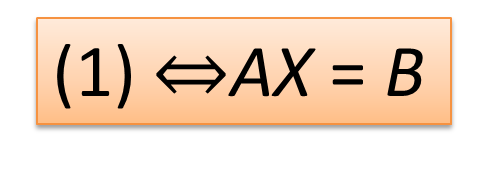 (1) ⇔AX = B